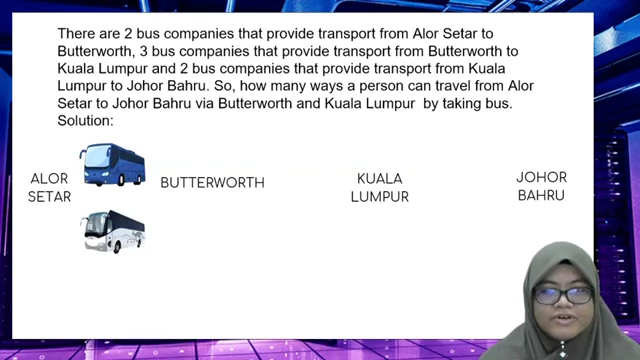 There are 2 bus companies that provide transport from Alor Setar to
Butterworth, 3 bus companies that provide transport from Butterworth to
Kuala Lumpur and 2 bus companies that provide transport from Kuala
Lumpur to Johor Bahru. So, how many ways a person can travel from Alor
Setar to Johor Bahru via Butterworth and Kuala Lumpur by taking bus.
Solution:
ALOR
SETAR
BUTTERWORTH
KUALA
LUMPUR
JOHOR
BAHRU